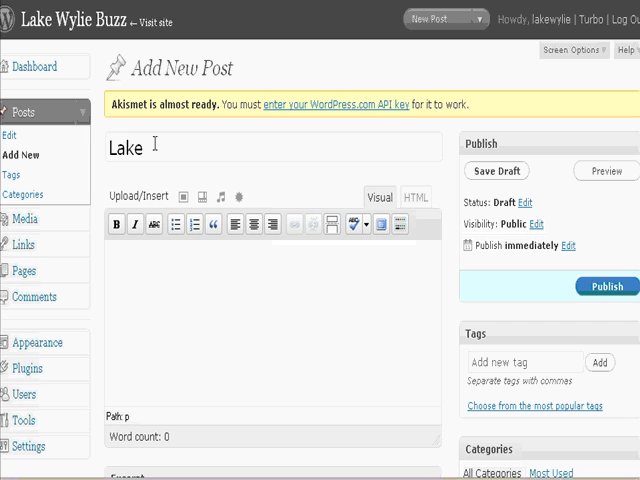 Lake Wylie Buzz ← Visit site
New Post ▼
Howdy, lakewylie | Turbo | Log
Screen Options ▽
Help
Dashboard
Posts
Edit
Add New
Tags
Categories
Media
Links
Pages
Comments
Appearance
Plugins
Users
Tools
Settings
Add New Post
Akismet is almost ready. You must enter your WordPress.com API key for it to work.
Lake
Upload/Insert
Visual
HTML
B I ABC
ABC
Path: p
Word count: 0
Excerpt
Publish
Save Draft
Preview
Status: Draft Edit
Visibility: Public Edit
Publish immediately Edit
Publish
Tags
Add new tag
Add
Separate tags with commas
Choose from the most popular tags
Categories
All Categories
Most Used